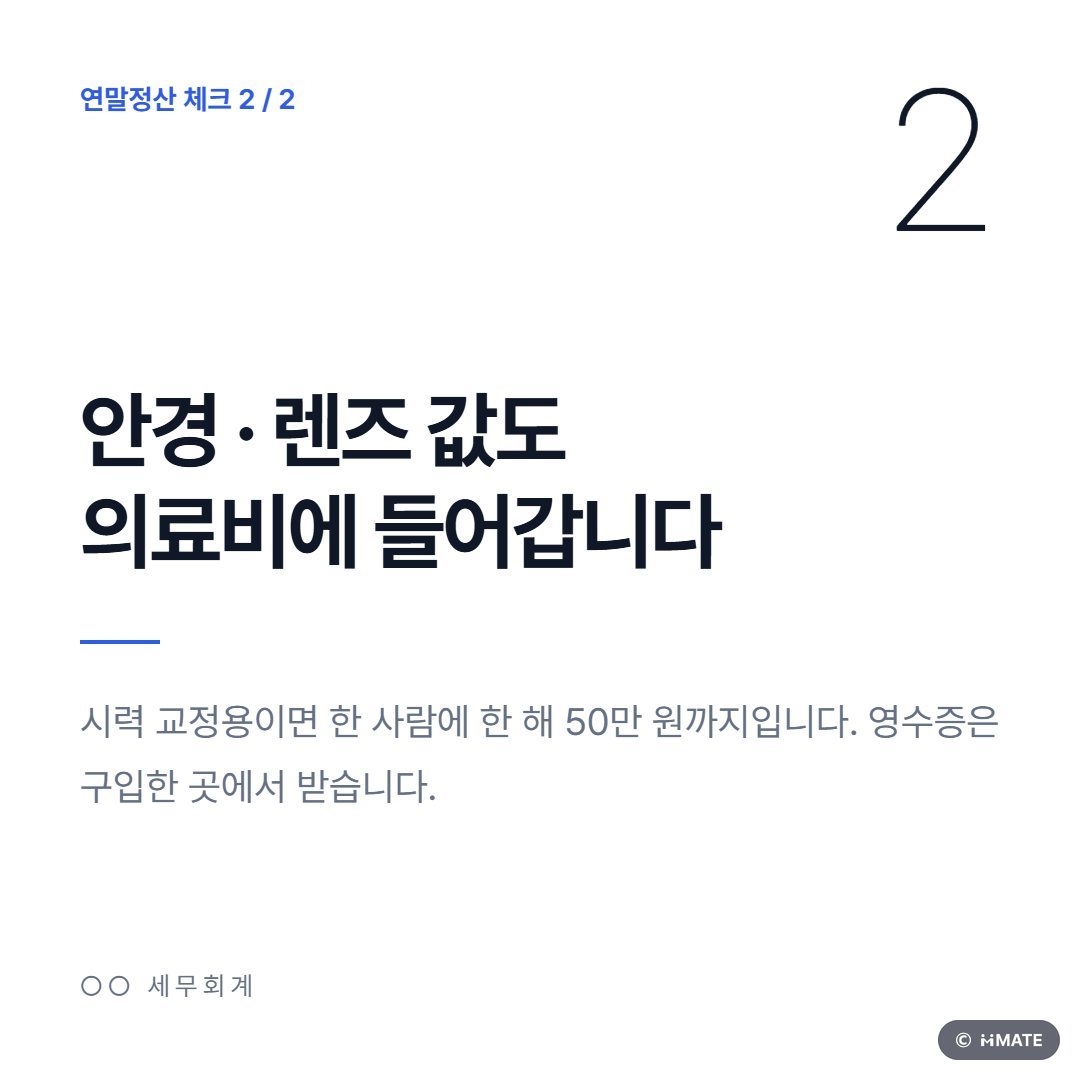 연말정산 체크 2 / 2
2
안경 · 렌즈 값도
의료비에 들어갑니다
시력 교정용이면 한 사람에 한 해 50만 원까지입니다. 영수증은
구입한 곳에서 받습니다.
○○ 세무회계
© MMATE